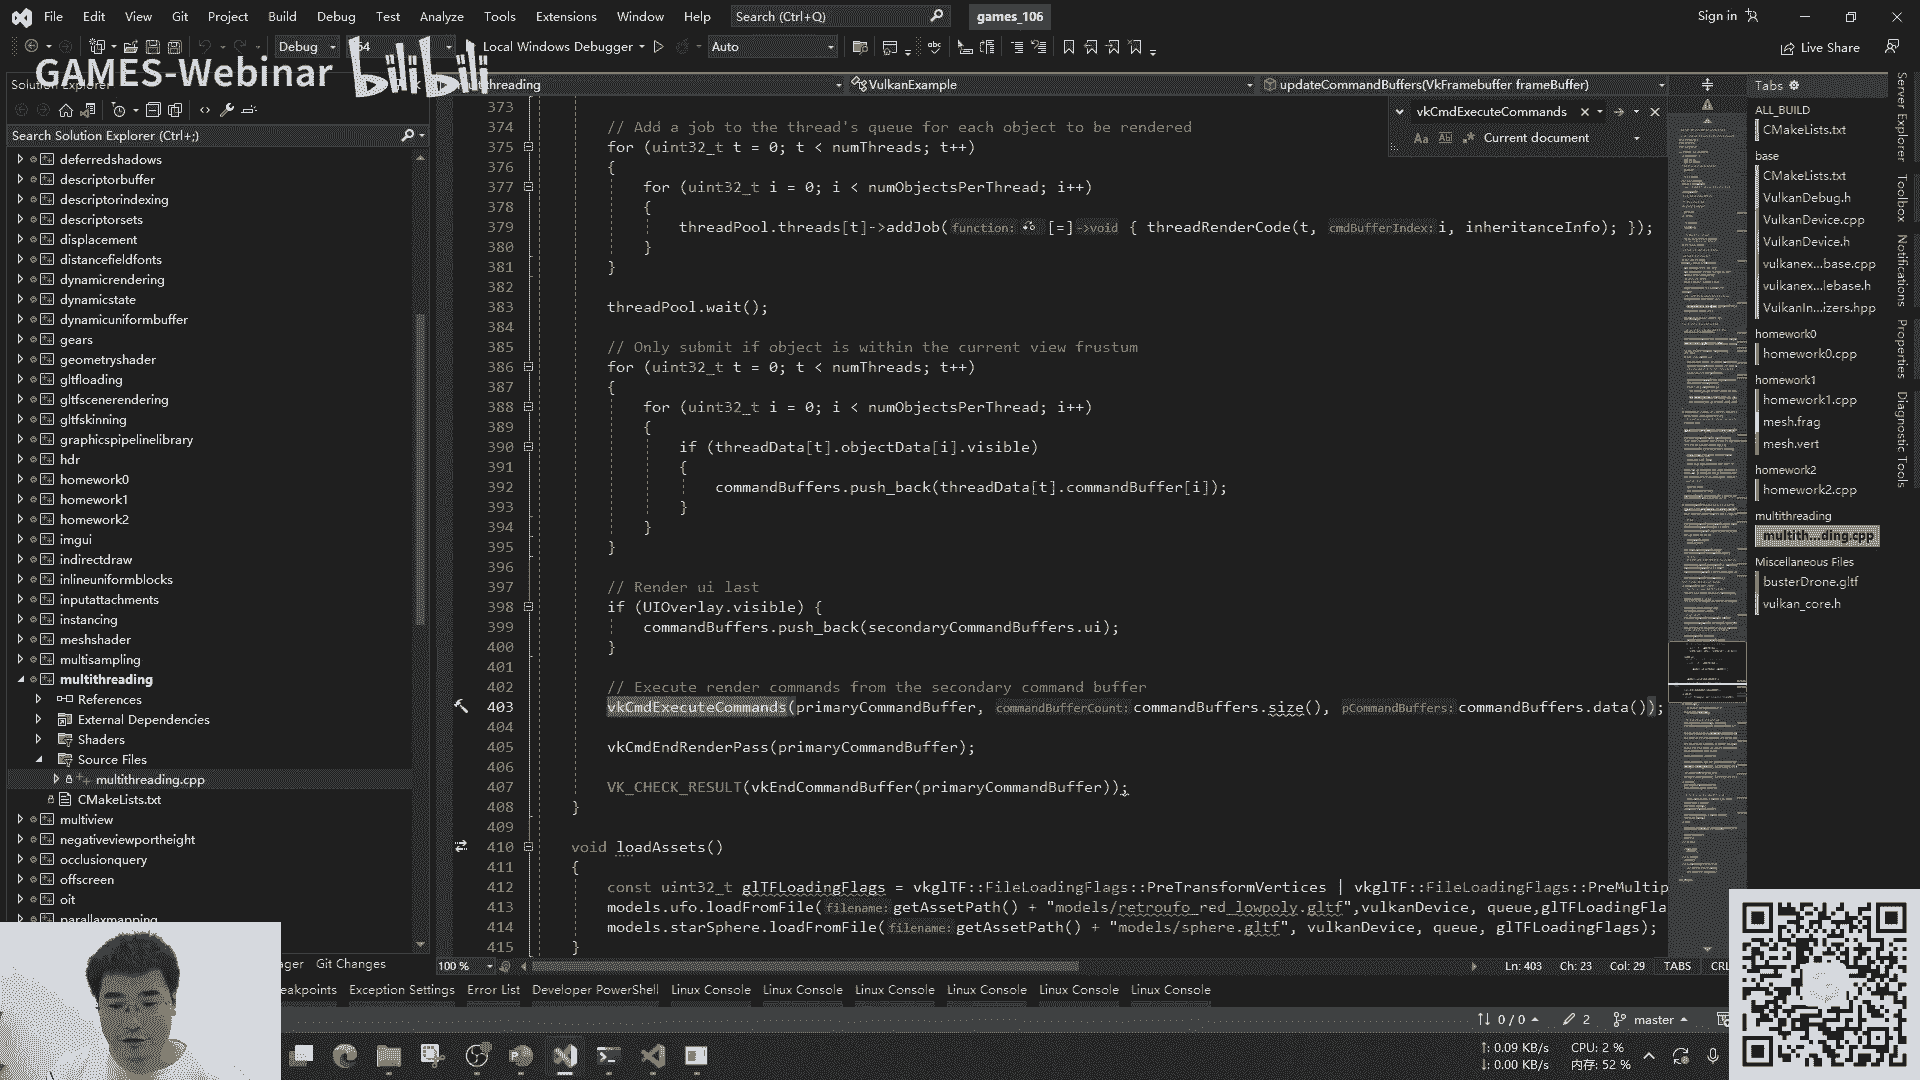 File Edit View Git Project Build Debug Test Analyze Tools Extensions Window Help Search (Ctrl+Q) games_106 Sign in
Debug 64 Local Windows Debugger Auto Live Share
GAMES-Webinar bilibili
multithreading VulkanExample updateCommandBuffers(VkFramebuffer frameBuffer)
Search Solution Explorer (Ctrl+;)
deferredshadows
descriptorbuffer
descriptorindexing
descriptorsets
displacement
distancefieldfonts
dynamicrendering
dynamicstate
dynamicuniformbuffer
gears
geometryshader
gltfloading
gltfscenerendering
gltfskinning
graphicspipelinelibrary
hdr
homework0
homework1
homework2
imgui
indirectdraw
inlineuniformblocks
inputattachments
instancing
meshshader
multisampling
multithreading
References
External Dependencies
Shaders
Source Files
multithreading.cpp
CMakeLists.txt
multiview
negativeviewportheight
occlusionquery
offscreen
oit
parallaxmapping
ager Git Changes
vkCmdExecuteCommands
Aa Current document
373
374 // Add a job to the thread's queue for each object to be rendered
375 for (uint32_t t = 0; t < numThreads; t++)
376 {
377 for (uint32_t i = 0; i < numObjectsPerThread; i++)
378 {
379 threadPool.threads[t]->addJob(function: [=]->void { threadRenderCode(t, cmdBufferIndex:i, inheritanceInfo); });
380 }
381 }
382
383 threadPool.wait();
384
385 // Only submit if object is within the current view frustum
386 for (uint32_t t = 0; t < numThreads; t++)
387 {
388 for (uint32_t i = 0; i < numObjectsPerThread; i++)
389 {
390 if (threadData[t].objectData[i].visible)
391 {
392 commandBuffers.push_back(threadData[t].commandBuffer[i]);
393 }
394 }
395 }
396
397 // Render ui last
398 if (UIOverlay.visible) {
399 commandBuffers.push_back(secondaryCommandBuffers.ui);
400 }
401
402 // Execute render commands from the secondary command buffer
403 vkCmdExecuteCommands(primaryCommandBuffer, commandBufferCount:commandBuffers.size(), pCommandBuffers:commandBuffers.data());
404
405 vkCmdEndRenderPass(primaryCommandBuffer);
406
407 VK_CHECK_RESULT(vkEndCommandBuffer(primaryCommandBuffer));
408 }
409
410 void loadAssets()
411 {
412 const uint32_t glTFLoadingFlags = vkglTF::FileLoadingFlags::PreTransformVertices | vkglTF::FileLoadingFlags::PreMultip
413 models.ufo.loadFromFile(filename:getAssetPath() + "models/retroufo_red_lowpoly.gltf",vulkanDevice, queue,glTFLoadingFla
414 models.starSphere.loadFromFile(filename:getAssetPath() + "models/sphere.gltf", vulkanDevice, queue, glTFLoadingFlags);
415 }
100 % Ln: 403 Ch: 23 Col: 29 TABS CRL
eakpoints Exception Settings Error List Developer PowerShell Linux Console Linux Console Linux Console Linux Console Linux Console Linux Console
0 / 0 2 master
Tabs
ALL_BUILD
CMakeLists.txt
base
CMakeLists.txt
VulkanDebug.h
VulkanDevice.cpp
VulkanDevice.h
vulkanex...base.cpp
vulkanex...lebase.h
VulkanIn...izers.hpp
homework0
homework0.cpp
homework1
homework1.cpp
mesh.frag
mesh.vert
homework2
homework2.cpp
multithreading
multith...ding.cpp
Miscellaneous Files
busterDrone.gltf
vulkan_core.h
Server Explorer
Toolbox
Notifications
Properties
Diagnostic Tools
↑: 0.09 KB/s CPU: 2 %
↓: 0.00 KB/s 内存: 52 %